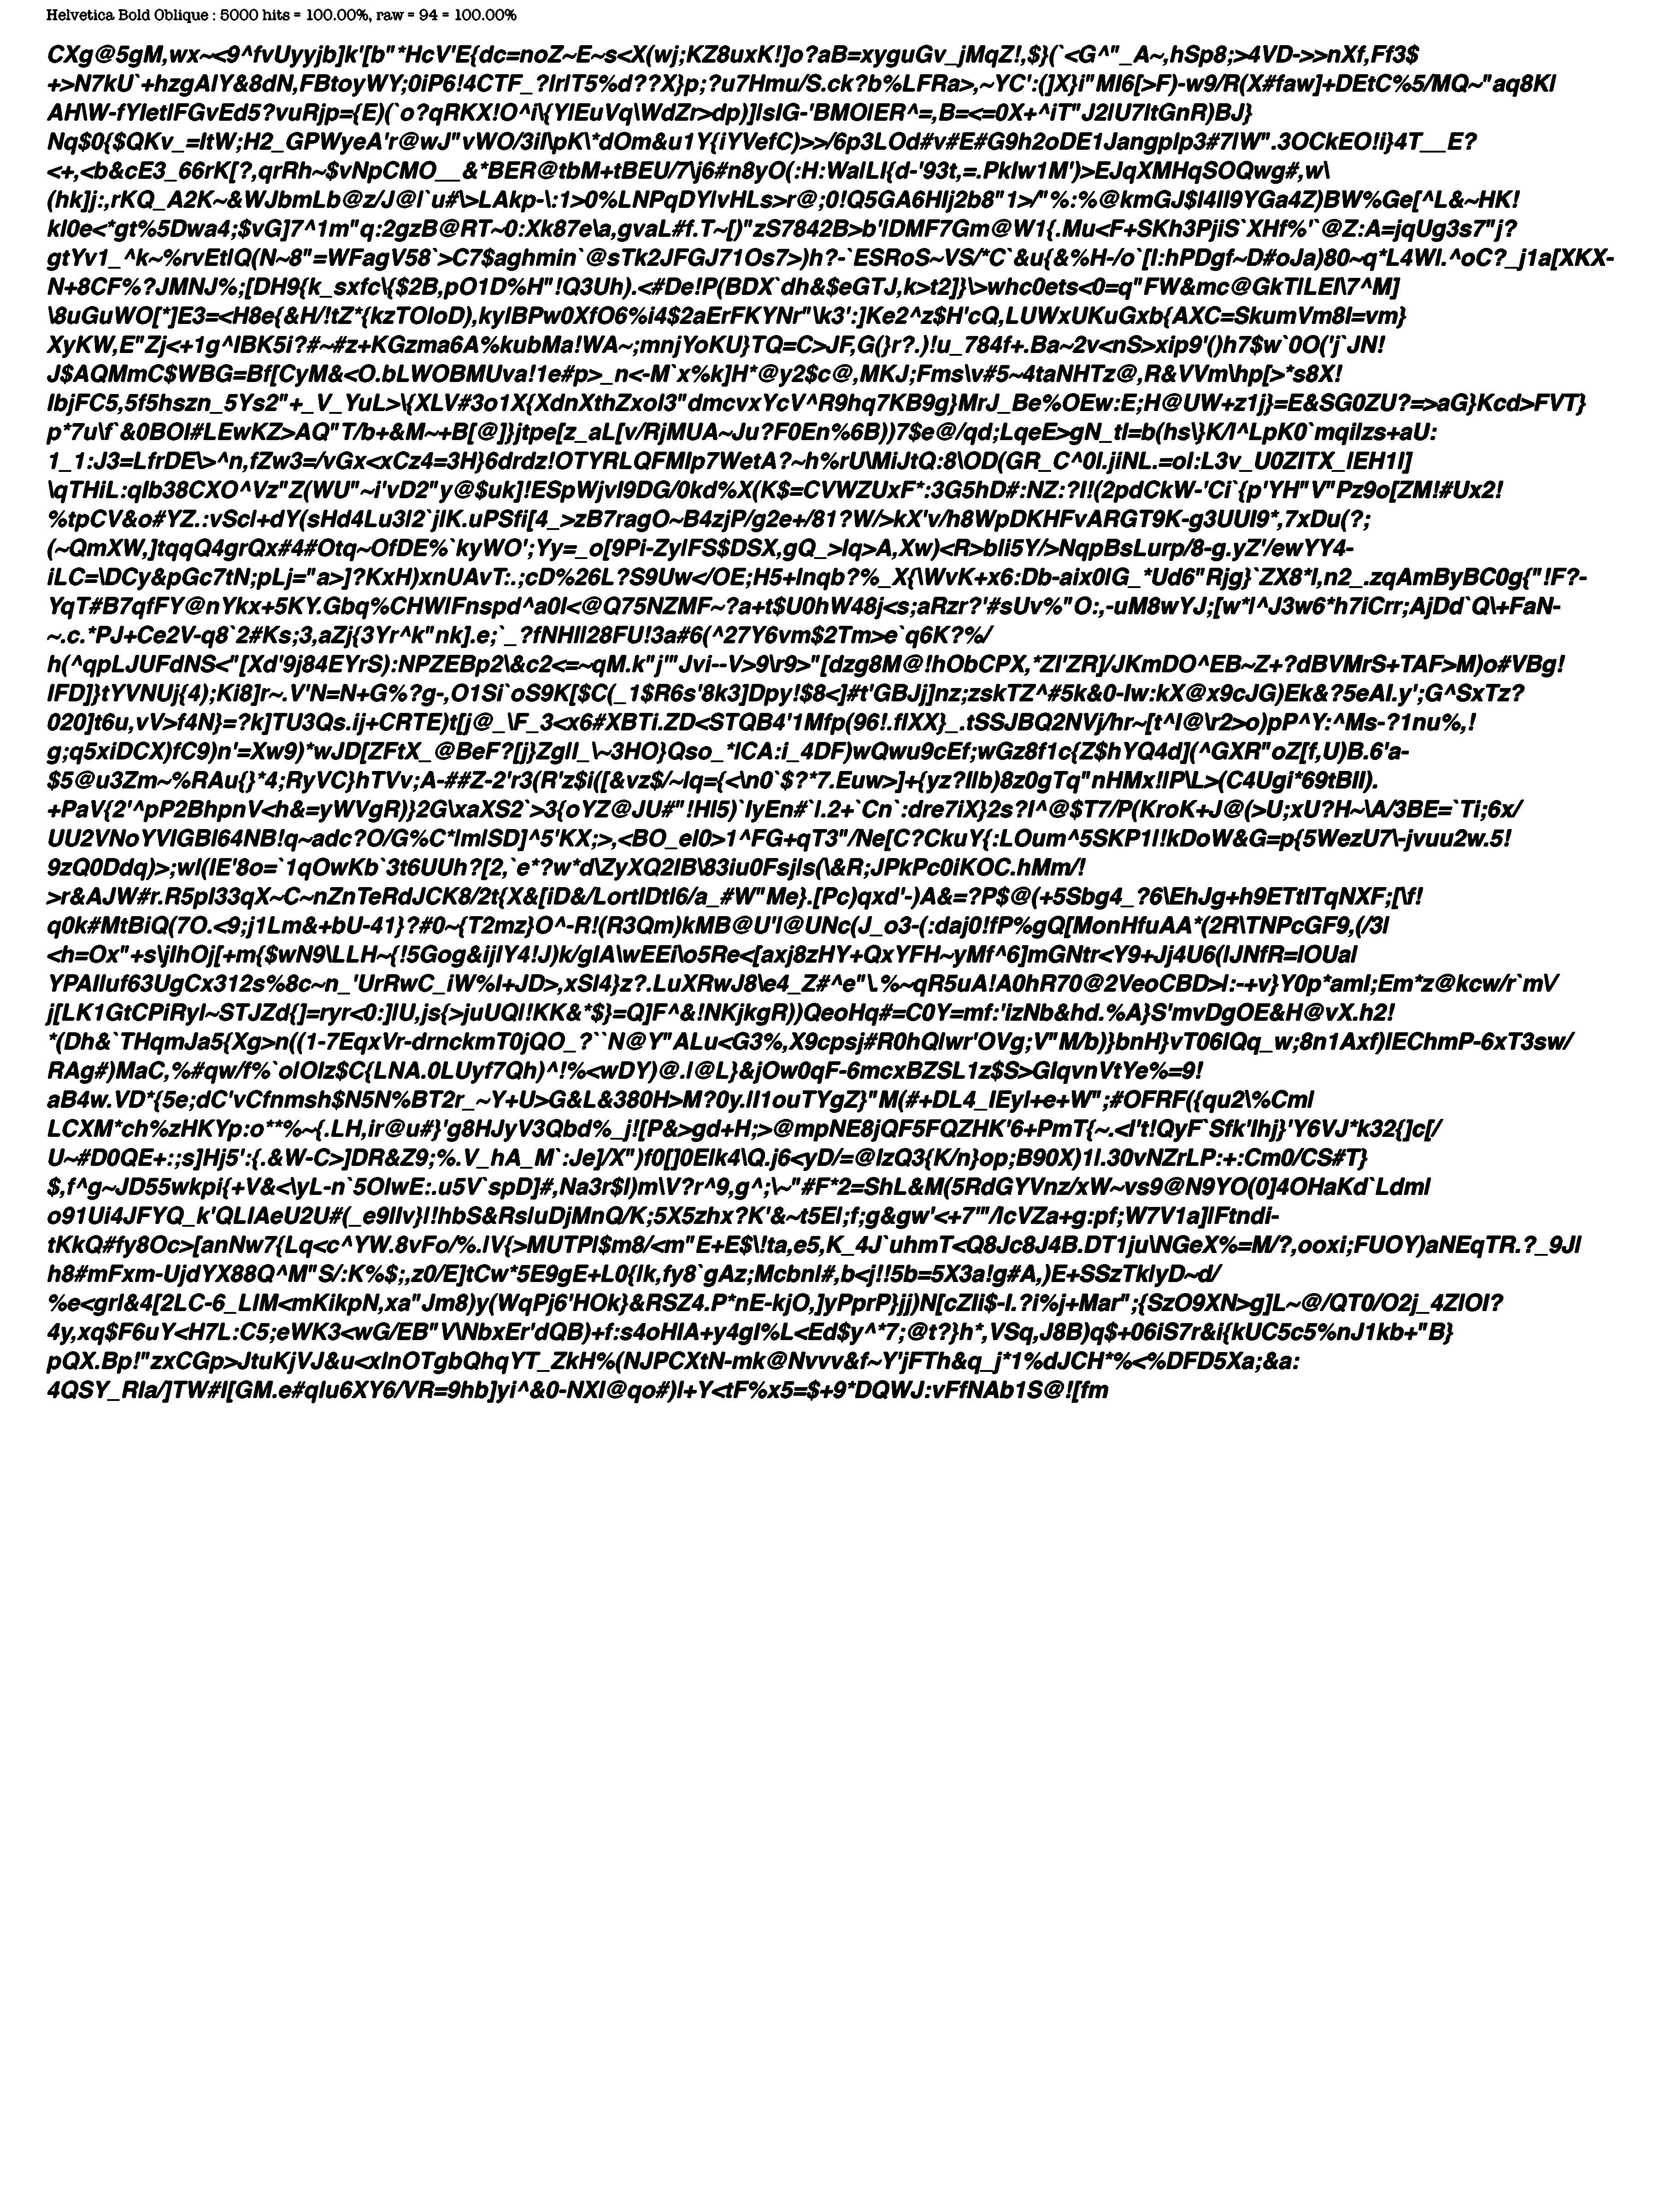 Helvetica Bold Oblique : 5000 hits = 100.00%, raw = 94 = 100.00%
CXg@5gM,wx~<9^fvUyyjb]k'[b"*HcV'E{dc=noZ~E~s<X(wj;KZ8uxK!]o?aB=xyguGv_jMqZ!,$}(`<G^"_A~,hSp8;>4VD->>nXf,Ff3$
+>N7kU`+hzgAlY&8dN,FBtoyWY;0iP6!4CTF_?lrlT5%d??X}p;?u7Hmu/S.ck?b%LFRa>,~YC':(]X}i"Ml6[>F)-w9/R(X#faw]+DEtC%5/MQ~"aq8Kl
AH\W-fYIetIFGvEd5?vuRjp={E)(`o?qRKX!O^i\{YlEuVq\WdZr>dp)]lsIG-'BMOlER^=,B=<=0X+^iT"J2lU7ltGnR)BJ}
Nq$0{$QKv_=ltW;H2_GPWyeA'r@wJ"vWO/3il\pK\*dOm&u1Y{iYVefC)>>/6p3LOd#v#E#G9h2oDE1Jangplp3#7lW".3OCkEO!i}4T__E?
<+,<b&cE3_66rK[?,qrRh~$vNpCMO__&*BER@tbM+tBEU/7\j6#n8yO(:H:WalLl{d-'93t,=.PkIw1M')>EJqXMHqSOQwg#,w\
(hk]j:,rKQ_A2K~&WJbmLb@z/J@l`u#\>LAkp-\:1>0%LNPqDYlvHLs>r@;0!Q5GA6Hlj2b8"1>/"%:%@kmGJ$l4ll9YGa4Z)BW%Ge[^L&~HK!
kl0e<*gt%5Dwa4;$vG]7^1m"q:2gzB@RT~0:Xk87e\a,gvaL#f.T~[)"zS7842B>b'lDMF7Gm@W1{.Mu<F+SKh3PjiS`XHf%'`@Z:A=jqUg3s7"j?
gtYv1_^k~%rvEtlQ(N~8"=WFagV58`>C7$aghmin`@sTk2JFGJ71Os7>)h?-`ESRoS~VS/*C`&u{&%H-/o`[l:hPDgf~D#oJa)80~q*L4Wl.^oC?_j1a[XKX-
N+8CF%?JMNJ%;[DH9{k_sxfc\{$2B,pO1D%H"!Q3Uh).<#De!P(BDX`dh&$eGTJ,k>t2]}\>whc0ets<0=q"FW&mc@GkTlLEl\7^M]
\8uGuWO[*]E3=<H8e{&H/!tZ*{kzTOloD),kyIBPw0XfO6%i4$2aErFKYNr"\k3':]Ke2^z$H'cQ,LUWxUKuGxb{AXC=SkumVm8l=vm}
XyKW,E"Zj<+1g^lBK5i?#~#z+KGzma6A%kubMa!WA~;mnjYoKU}TQ=C>JF,G(}r?.)!u_784f+.Ba~2v<nS>xip9'()h7$w`0O('j`JN!
J$AQMmC$WBG=Bf[CyM&<O.bLWOBMUva!1e#p>_n<-M`x%k]H*@y2$c@,MKJ;Fms\v#5~4taNHTz@,R&VVm\hp[>*s8X!
lbjFC5,5f5hszn_5Ys2"+_V_YuL>\{XLV#3o1X{XdnXthZxol3"dmcvxYcV^R9hq7KB9g}MrJ_Be%OEw:E;H@UW+z1j}=E&SG0ZU?=>aG}Kcd>FVT}
p*7u\f`&0BOl#LEwKZ>AQ"T/b+&M~+B[@]}jtpe[z_aL[v/RjMUA~Ju?F0En%6B))7$e@/qd;LqeE>gN_tl=b(hs\}K/l^LpK0`mqilzs+aU:
1_1:J3=LfrDE\>^n,fZw3=/vGx<xCz4=3H}6drdz!OTYRLQFMlp7WetA?~h%rU\MiJtQ:8\OD(GR_C^0l.jiNL.=ol:L3v_U0ZlTX_lEH1l]
\qTHiL:qlb38CXO^Vz"Z(WU"~i'vD2"y@$uk]!ESpWjvl9DG/0kd%X(K$=CVWZUxF*:3G5hD#:NZ:?l!(2pdCkW-'Ci`{p'YH"V"Pz9o[ZM!#Ux2!
%tpCV&o#YZ.:vScl+dY(sHd4Lu3l2`jlK.uPSfi[4_>zB7ragO~B4zjP/g2e+/81?W/>kX'v/h8WpDKHFvARGT9K-g3UUl9*,7xDu(?;
(~QmXW,]tqqQ4grQx#4#Otq~OfDE%`kyWO';Yy=_o[9Pi-ZylFS$DSX,gQ_>lq>A,Xw)<R>bli5Y/>NqpBsLurp/8-g.yZ'/ewYY4-
iLC=\DCy&pGc7tN;pLj="a>]?KxH)xnUAvT:.;cD%26L?S9Uw</OE;H5+lnqb?%_X{\WvK+x6:Db-aix0lG_*Ud6"Rjg}`ZX8*l,n2_.zqAmByBC0g{"!F?-
YqT#B7qfFY@nYkx+5KY.Gbq%CHWlFnspd^a0l<@Q75NZMF~?a+t$U0hW48j<s;aRzr?'#sUv%"O:,-uM8wYJ;[w*l^J3w6*h7iCrr;AjDd`Q\+FaN-
~.c.*PJ+Ce2V-q8`2#Ks;3,aZj{3Yr^k"nk].e;`_?fNHll28FU!3a#6(^27Y6vm$2Tm>e`q6K?%/
h(^qpLJUFdNS<"[Xd'9j84EYrS):NPZEBp2\&c2<=~qM.k"j"'Jvi--V>9\r9>"[dzg8M@!hObCPX,*Zl'ZR]/JKmDO^EB~Z+?dBVMrS+TAF>M)o#VBg!
lFD]}tYVNUj{4);Ki8]r~.V'N=N+G%?g-,O1Si`oS9K[$C(_1$R6s'8k3]Dpy!$8<]#t'GBJj]nz;zskTZ^#5k&0-lw:kX@x9cJG)Ek&?5eAl.y';G^SxTz?
020]t6u,vV>f4N}=?k]TU3Qs.ij+CRTE)t[j@_\F_3<x6#XBTi.ZD<STQB4'1Mfp(96!.flXX}_.tSSJBQ2NVj/hr~[t^l@\r2>o)pP^Y:^Ms-?1nu%,!
g;q5xiDCX)fC9)n'=Xw9)*wJD[ZFtX_@BeF?[j}Zgll_\~3HO}Qso_*lCA:i_4DF)wQwu9cEf;wGz8f1c{Z$hYQ4d](^GXR"oZ[f,U)B.6'a-
$5@u3Zm~%RAu{}*4;RyVC}hTVv;A-##Z-2'r3(R'z$i([&vz$/~lq={<\n0`$?*7.Euw>]+{yz?llb)8z0gTq"nHMx!lP\L>(C4Ugi*69tBll).
+PaV{2'^pP2BhpnV<h&=yWVgR)}2G\xaXS2`>3{oYZ@JU#"!Hl5)`lyEn#`l.2+`Cn`:dre7iX}2s?l^@$T7/P(KroK+J@(>U;xU?H~\A/3BE=`Ti;6x/
UU2VNoYVlGBl64NB!q~adc?O/G%C*lmlSD]^5'KX;>,<BO_el0>1^FG+qT3"/Ne[C?CkuY{:LOum^5SKP1l!kDoW&G=p{5WezU7\-jvuu2w.5!
9zQ0Ddq)>;wl(lE'8o=`1qOwKb`3t6UUh?[2,`e*?w*d\ZyXQ2lB\83iu0Fsjls(\&R;JPkPc0iKOC.hMm/!
>r&AJW#r.R5pl33qX~C~nZnTeRdJCK8/2t{X&[iD&/LortlDtl6/a_#W"Me}.[Pc)qxd'-)A&=?P$@(+5Sbg4_?6\EhJg+h9ETtlTqNXF;[\f!
q0k#MtBiQ(7O.<9;j1Lm&+bU-41}?#0~{T2mz}O^-R!(R3Qm)kMB@U'l@UNc(J_o3-(:daj0!fP%gQ[MonHfuAA*(2R\TNPcGF9,(/3l
<h=Ox"+s\jlhOj[+m{$wN9\LLH~{!5Gog&ijlY4!J)k/glA\wEEi\o5Re<[axj8zHY+QxYFH~yMf^6]mGNtr<Y9+Jj4U6(lJNfR=lOUal
YPAlluf63UgCx312s%8c~n_'UrRwC_iW%l+JD>,xSl4}z?.LuXRwJ8\e4_Z#^e"\.%~qR5uA!A0hR70@2VeoCBD>l:-+v}Y0p*aml;Em*z@kcw/r`mV
j[LK1GtCPiRyl~STJZd{]=ryr<0:]lU,js{>juUQl!KK&*$}=Q]F^&!NKjkgR))QeoHq#=C0Y=mf:'lzNb&hd.%A}S'mvDgOE&H@vX.h2!
*(Dh&`THqmJa5{Xg>n((1-7EqxVr-drnckmT0jQO_?``N@Y"ALu<G3%,X9cpsj#R0hQlwr'OVg;V"M/b)}bnH}vT06lQq_w;8n1Axf)lEChmP-6xT3sw/
RAg#)MaC,%#qw/f%`olOlz$C{LNA.0LUyf7Qh)^!%<wDY)@.l@L}&jOw0qF-6mcxBZSL1z$S>GlqvnVtYe%=9!
aB4w.VD*{5e;dC'vCfnmsh$N5N%BT2r_~Y+U>G&L&380H>M?0y.ll1ouTYgZ}"M(#+DL4_lEyl+e+W";#OFRF({qu2\%Cml
LCXM*ch%zHKYp:o**%~{.LH,ir@u#}'g8HJyV3Qbd%_j![P&>gd+H;>@mpNE8jQF5FQZHK'6+PmT{~.<l't!QyF`Sfk'lhj}'Y6VJ*k32{]c[/
U~#D0QE+:;s]Hj5':{.&W-C>]DR&Z9;%.V_hA_M`:Je]/X")f0[]0Elk4\Q.j6<yD/=@lzQ3{K/n}op;B90X)1l.30vNZrLP:+:Cm0/CS#T}
$,f^g~JD55wkpi{+V&<\yL-n`5OlwE:.u5V`spD]#,Na3r$l)m\V?r^9,g^;\~"#F*2=ShL&M(5RdGYVnz/xW~vs9@N9YO(0]4OHaKd`Ldml
o91Ui4JFYQ_k'QLlAeU2U#(_e9llv}l!hbS&RsluDjMnQ/K;5X5zhx?K'&~t5El;f;g&gw'<+7"'/lcVZa+g:pf;W7V1a]lFtndi-
tKkQ#fy8Oc>[anNw7{Lq<c^YW.8vFo/%.lV{>MUTPl$m8/<m"E+E$\!ta,e5,K_4J`uhmT<Q8Jc8J4B.DT1ju\NGeX%=M/?,ooxi;FUOY)aNEqTR.?_9Jl
h8#mFxm-UjdYX88Q^M"S/:K%$;,z0/E]tCw*5E9gE+L0{lk,fy8`gAz;Mcbnl#,b<j!!5b=5X3a!g#A,)E+SSzTklyD~d/
%e<grl&4[2LC-6_LlM<mKikpN,xa"Jm8)y(WqPj6'HOk}&RSZ4.P*nE-kjO,]yPprP}jj)N[cZli$-l.?i%j+Mar";{SzO9XN>g]L~@/QT0/O2j_4ZlOl?
4y,xq$F6uY<H7L:C5;eWK3<wG/EB"V\NbxEr'dQB)+f:s4oHlA+y4gl%L<Ed$y^*7;@t?}h*,VSq,J8B)q$+06iS7r&i{kUC5c5%nJ1kb+"B}
pQX.Bp!"zxCGp>JtuKjVJ&u<xlnOTgbQhqYT_ZkH%(NJPCXtN-mk@Nvvv&f~Y'jFTh&q_j*1%dJCH*%<%DFD5Xa;&a:
4QSY_Rla/]TW#l[GM.e#qlu6XY6/VR=9hb]yi^&0-NXl@qo#)l+Y<tF%x5=$+9*DQWJ:vFfNAb1S@![fm